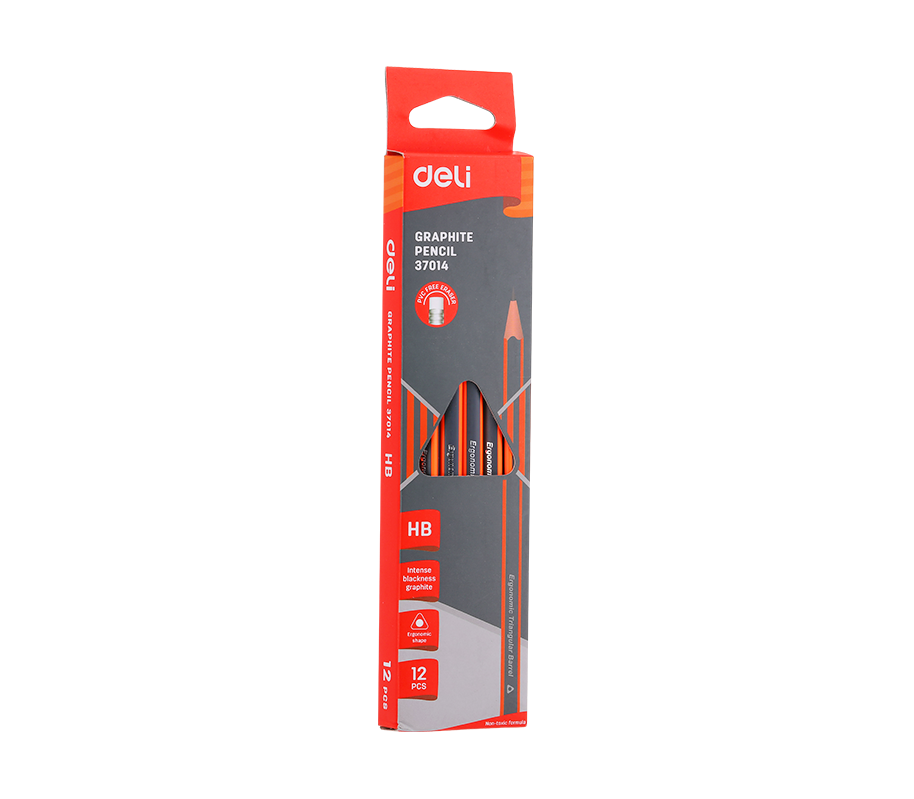 deli
GRAPHITE
PENCIL
37014
PVC FREE ERASER
deli
GRAPHITE PENCIL 37014
HB
12 PCS
Ergonomi
Ergonomi
HB
Intense
blackness
graphite
Ergonomic
shape
12
PCS
Ergonomic Triangular Barrel
Non-toxic formula